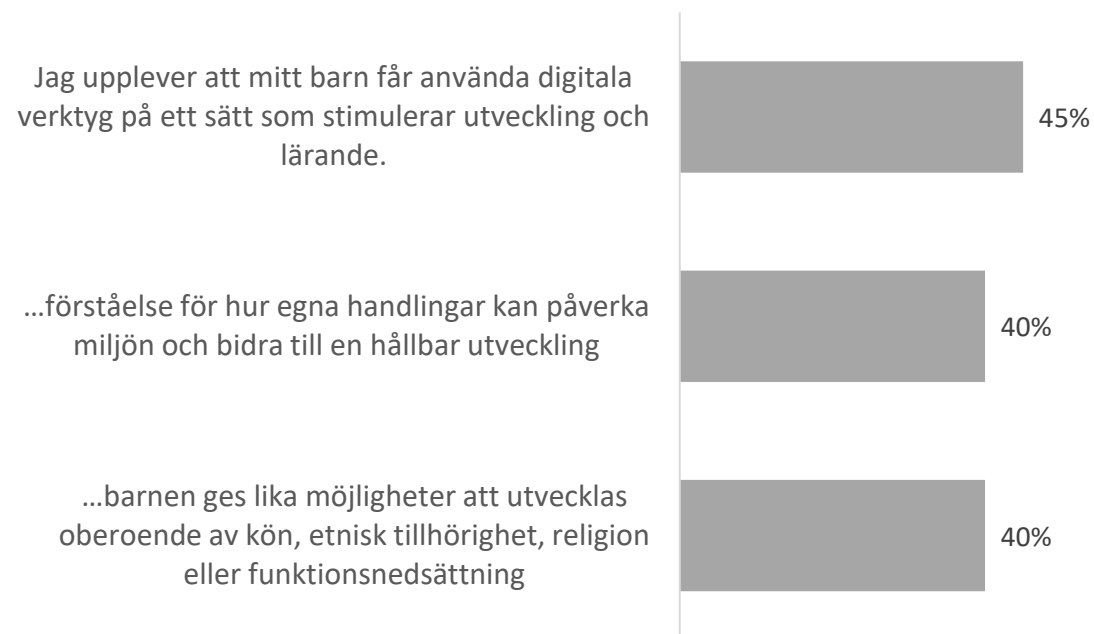 Jag upplever att mitt barn får använda digitala
verktyg på ett sätt som stimulerar utveckling och
lärande.
45%
…förståelse för hur egna handlingar kan påverka
miljön och bidra till en hållbar utveckling
40%
…barnen ges lika möjligheter att utvecklas
oberoende av kön, etnisk tillhörighet, religion
eller funktionsnedsättning
40%